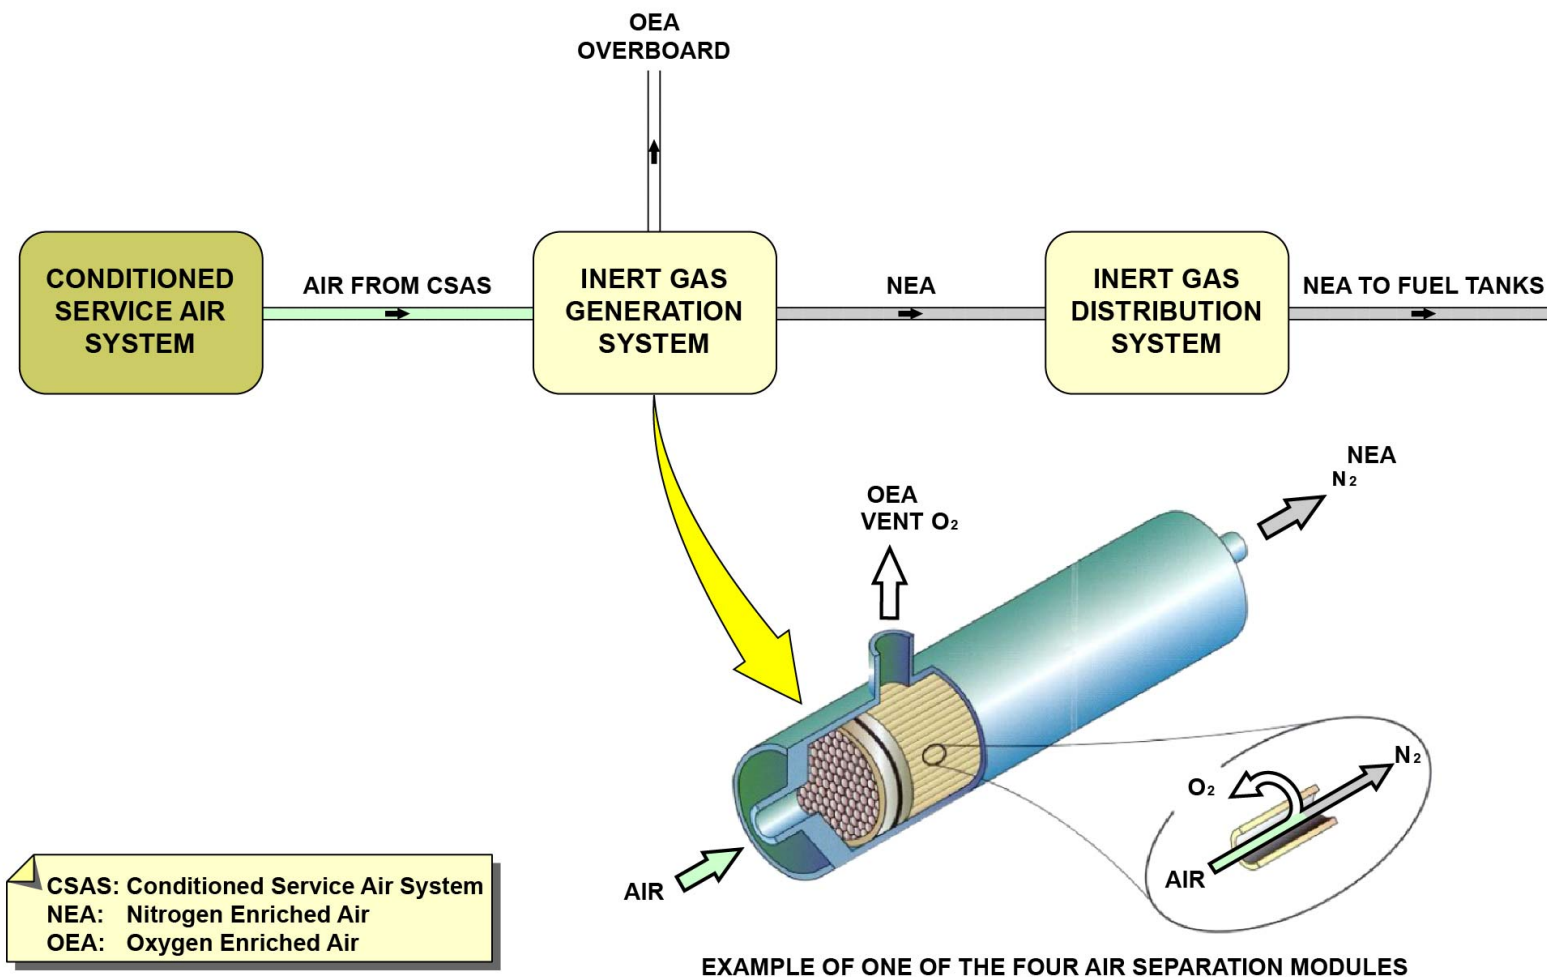 OEA
OVERBOARD
CONDITIONED
SERVICE AIR
SYSTEM
AIR FROM CSAS
INERT GAS
GENERATION
SYSTEM
NEA
INERT GAS
DISTRIBUTION
SYSTEM
NEA TO FUEL TANKS
NEA
N₂
OEA
VENT O₂
AIR
O₂
N₂
AIR
CSAS: Conditioned Service Air System
NEA: Nitrogen Enriched Air
OEA: Oxygen Enriched Air
EXAMPLE OF ONE OF THE FOUR AIR SEPARATION MODULES